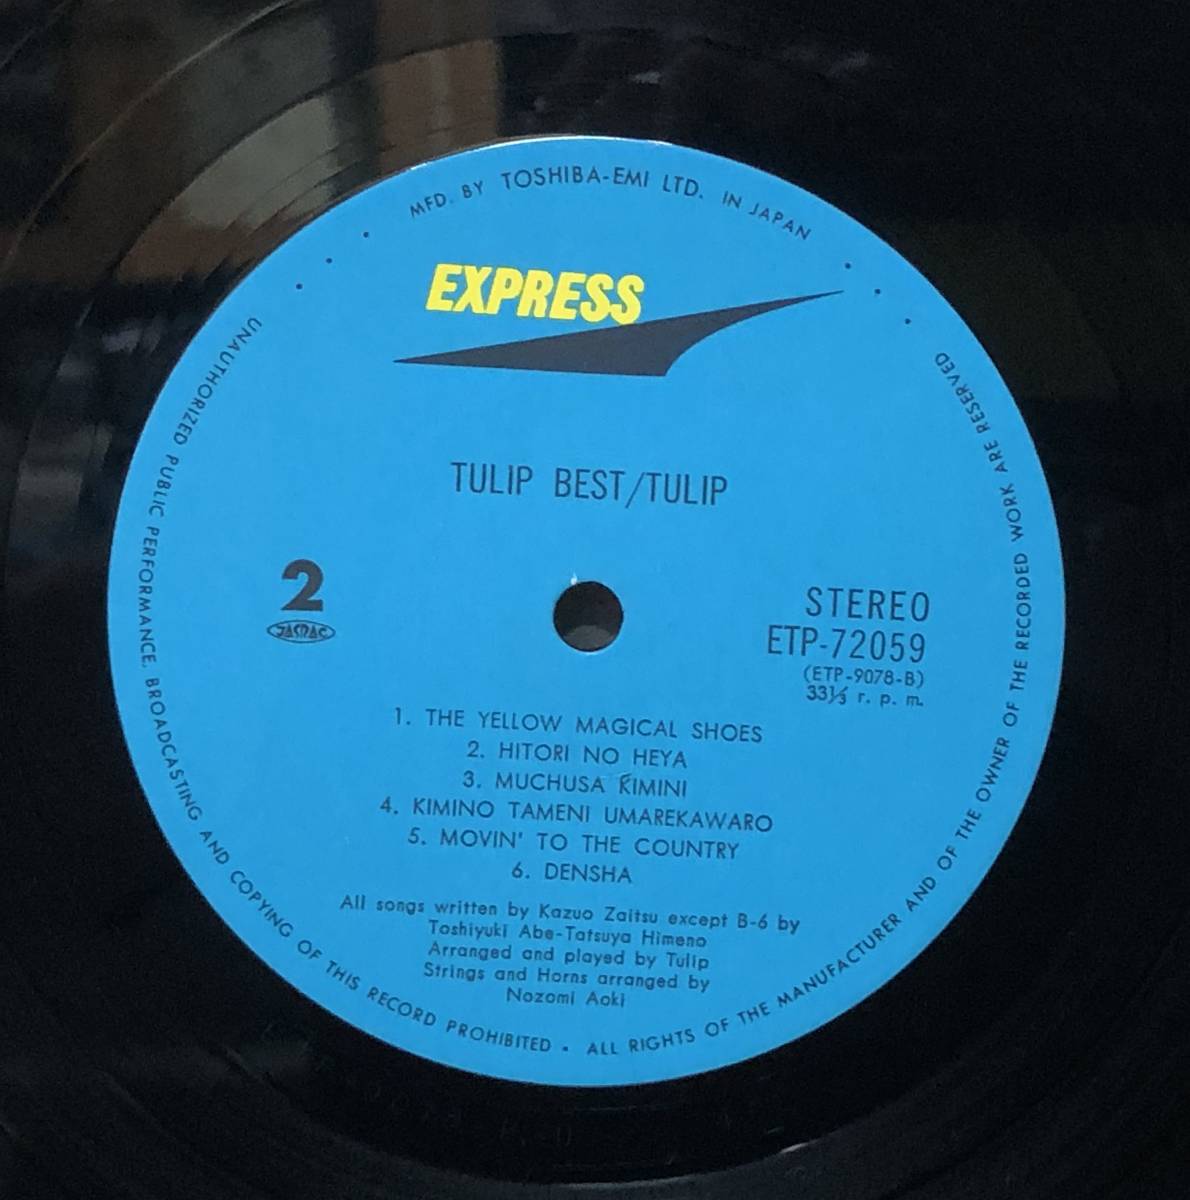 MFD. BY TOSHIBA-EMI LTD. IN JAPAN
EXPRESS
TULIP BEST/TULIP
2
JASRAC
STEREO
ETP-72059
(ETP-9078-B)
33⅓ r. p. m.
1. THE YELLOW MAGICAL SHOES
2. HITORI NO HEYA
3. MUCHUSA KIMINI
4. KIMINO TAMENI UMAREKAWARO
5. MOVIN' TO THE COUNTRY
6. DENSHA
All songs written by Kazuo Zaitsu except B-6 by
Toshiyuki Abe-Tatsuya Himeno
Arranged and played by Tulip
Strings and Horns arranged by
Nozomi Aoki
UNAUTHORIZED PUBLIC PERFORMANCE, BROADCASTING AND COPYING OF THIS RECORD PROHIBITED • ALL RIGHTS OF THE MANUFACTURER AND OF THE OWNER OF THE RECORDED WORK ARE RESERVED